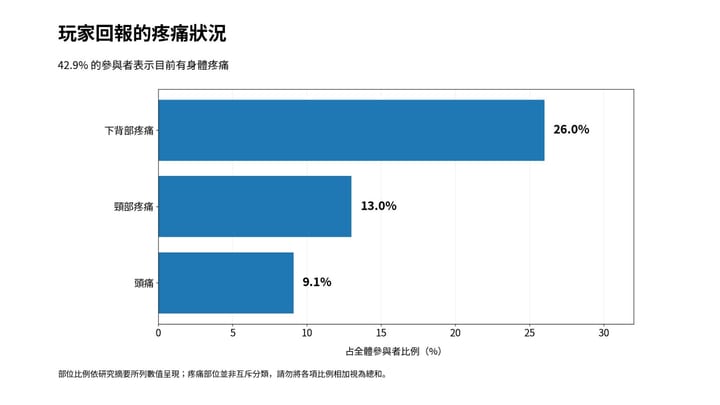 玩家回報的疼痛狀況
42.9% 的參與者表示目前有身體疼痛
下背部疼痛
26.0%
頸部疼痛
13.0%
頭痛
9.1%
0 5 10 15 20 25 30
占全體參與者比例（%）
部位比例依研究摘要所列數值呈現；疼痛部位並非互斥分類，請勿將各項比例相加視為總和。